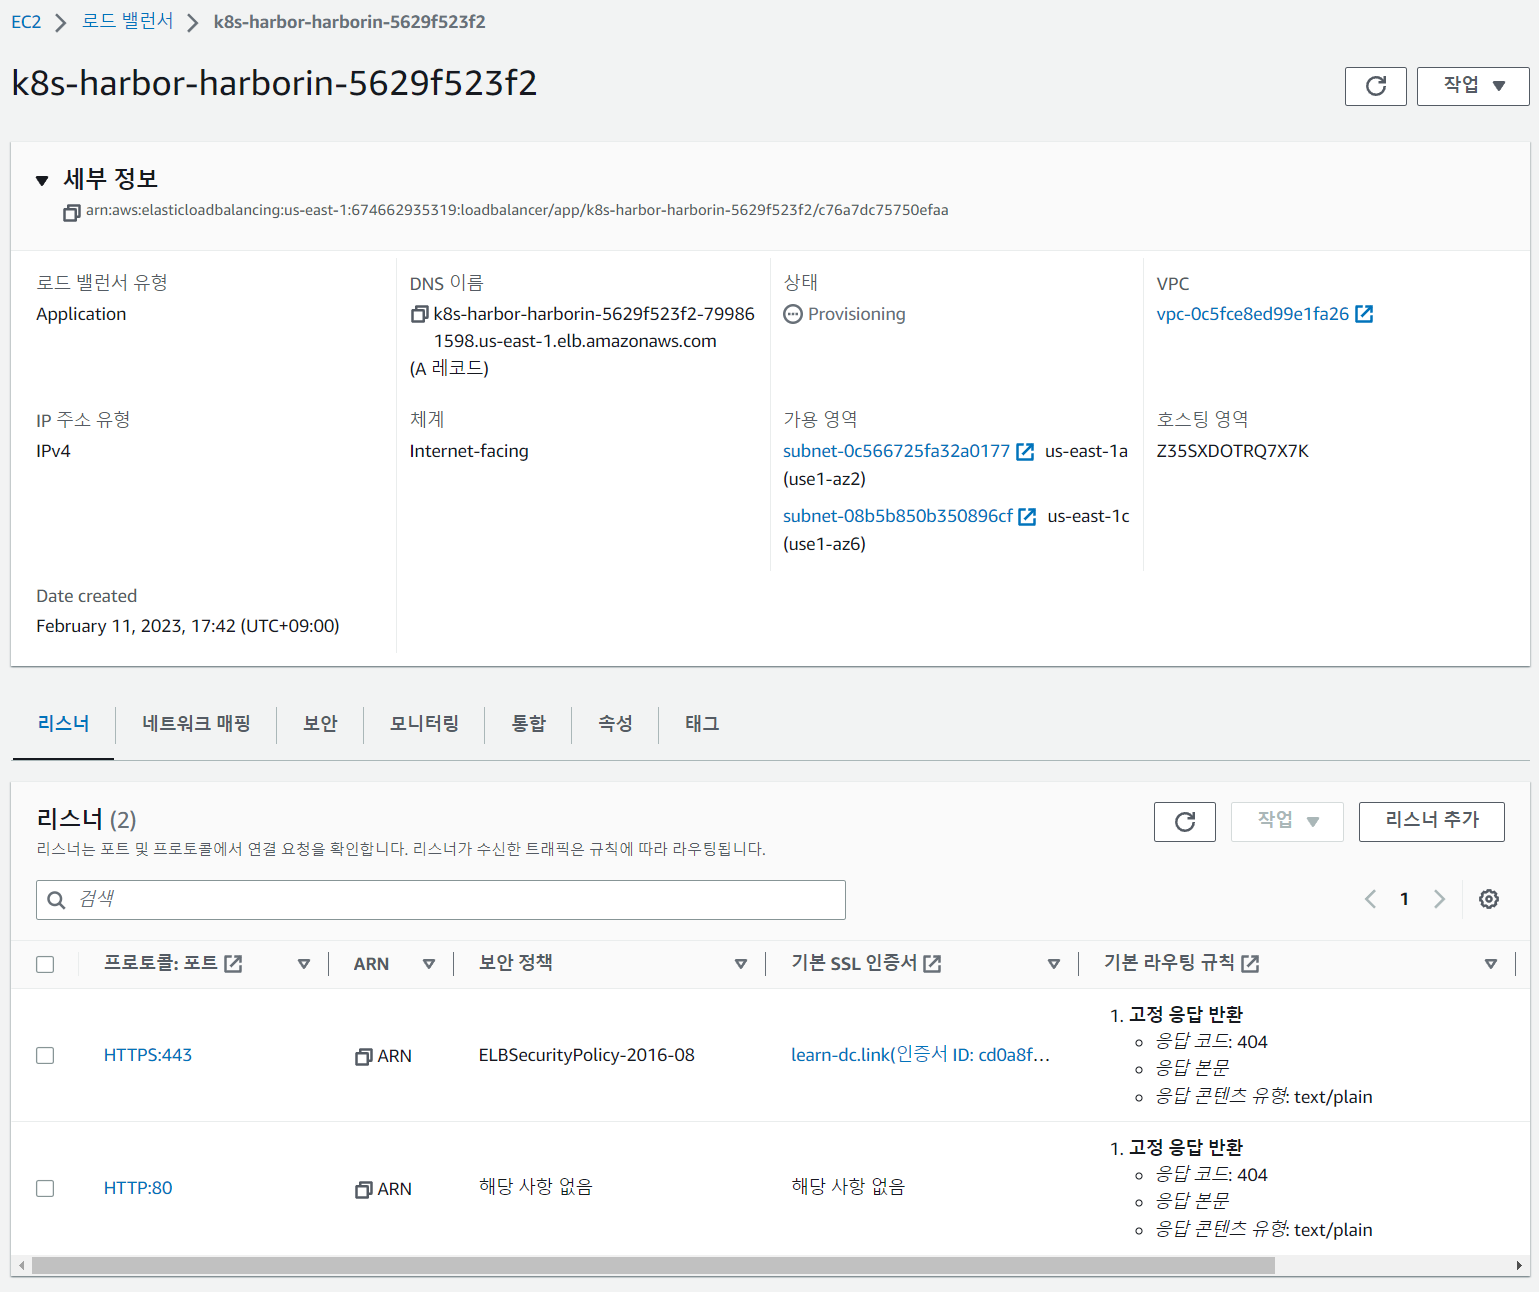 EC2 > 로드 밸런서 > k8s-harbor-harborin-5629f523f2
k8s-harbor-harborin-5629f523f2
작업
세부 정보
arn:aws:elasticloadbalancing:us-east-1:674662935319:loadbalancer/app/k8s-harbor-harborin-5629f523f2/c76a7dc75750efaa
로드 밸런서 유형
Application
DNS 이름
k8s-harbor-harborin-5629f523f2-79986
1598.us-east-1.elb.amazonaws.com
(A 레코드)
상태
Provisioning
VPC
vpc-0c5fce8ed99e1fa26
IP 주소 유형
IPv4
체계
Internet-facing
가용 영역
subnet-0c566725fa32a0177 us-east-1a
(use1-az2)
subnet-08b5b850b350896cf us-east-1c
(use1-az6)
호스팅 영역
Z35SXDOTRQ7X7K
Date created
February 11, 2023, 17:42 (UTC+09:00)
리스너 네트워크 매핑 보안 모니터링 통합 속성 태그
리스너 (2)
리스너는 포트 및 프로토콜에서 연결 요청을 확인합니다. 리스너가 수신한 트래픽은 규칙에 따라 라우팅됩니다.
작업
리스너 추가
검색
1
프로토콜: 포트 ARN 보안 정책 기본 SSL 인증서 기본 라우팅 규칙
HTTPS:443 ARN ELBSecurityPolicy-2016-08 learn-dc.link(인증서 ID: cd0a8f...
1. 고정 응답 반환
응답 코드: 404
응답 본문
응답 콘텐츠 유형: text/plain
HTTP:80 ARN 해당 사항 없음 해당 사항 없음
1. 고정 응답 반환
응답 코드: 404
응답 본문
응답 콘텐츠 유형: text/plain